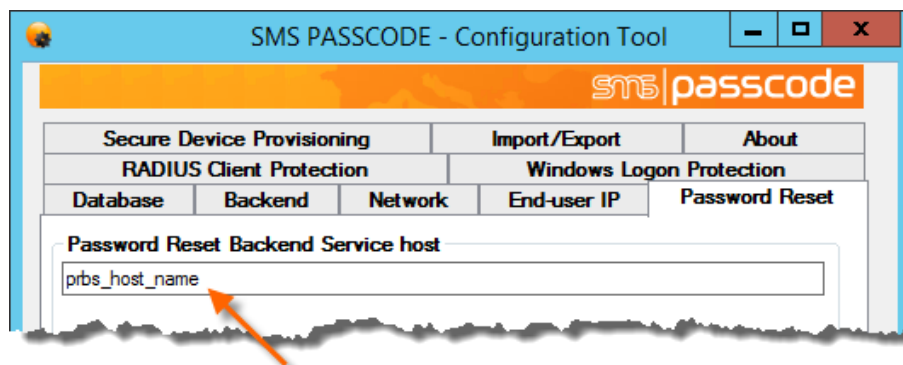 SMS PASSCODE - Configuration Tool
sms|passcode
Secure Device Provisioning Import/Export About
RADIUS Client Protection Windows Logon Protection
Database Backend Network End-user IP Password Reset
Password Reset Backend Service host
prbs_host_name